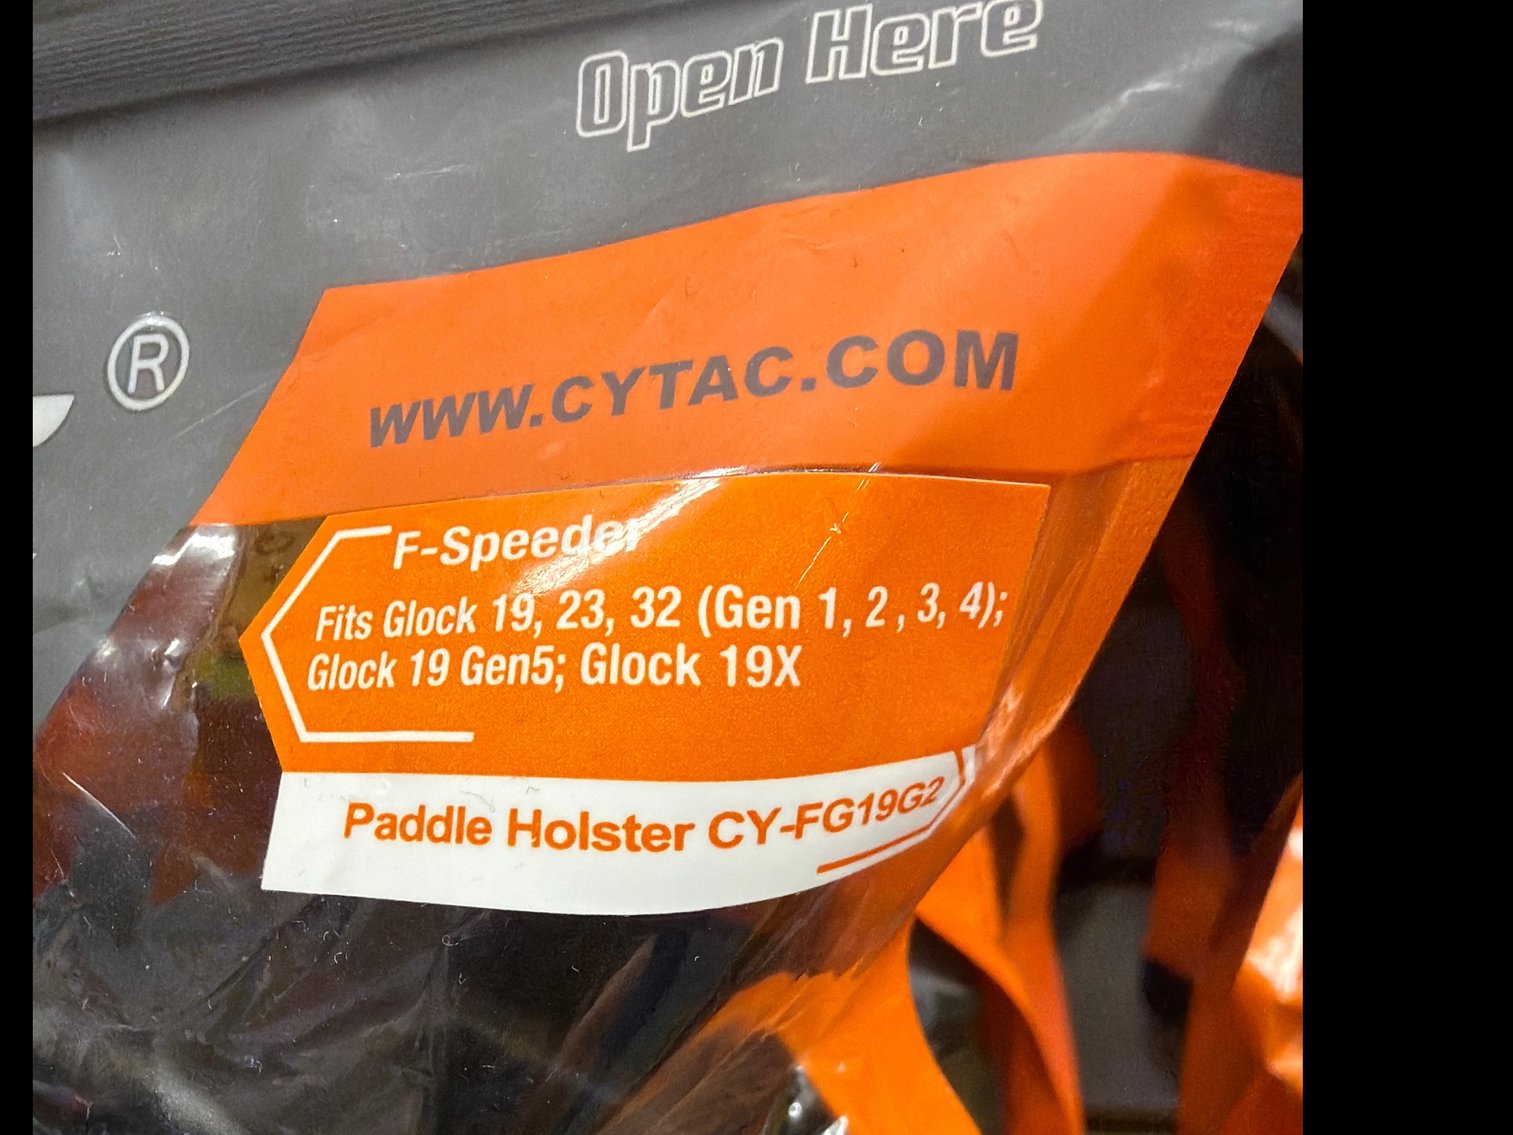 Open Here
®
WWW.CYTAC.COM
F-Speeder
Fits Glock 19, 23, 32 (Gen 1, 2 , 3, 4);
Glock 19 Gen5; Glock 19X
Paddle Holster CY-FG19G2